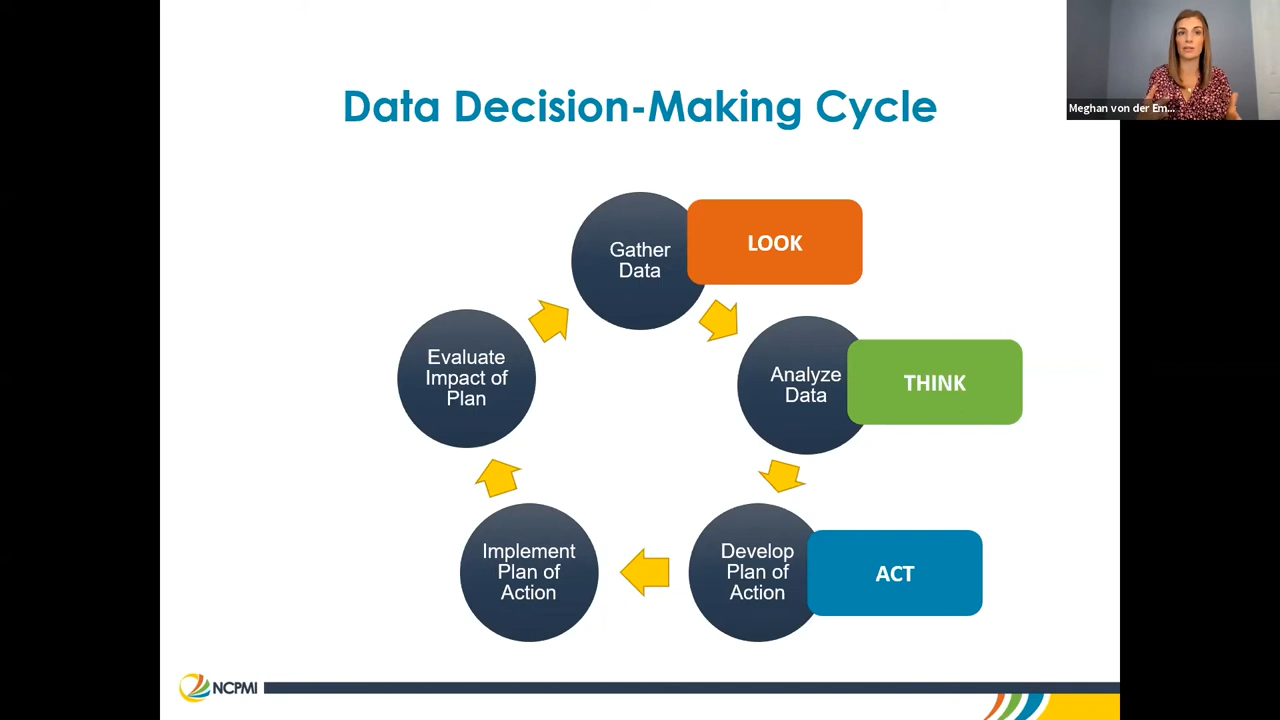 Data Decision-Making Cycle
Meghan von der Em...
Gather
Data
LOOK
Analyze
Data
THINK
Develop
Plan of
Action
ACT
Implement
Plan of
Action
Evaluate
Impact of
Plan
NCPMI